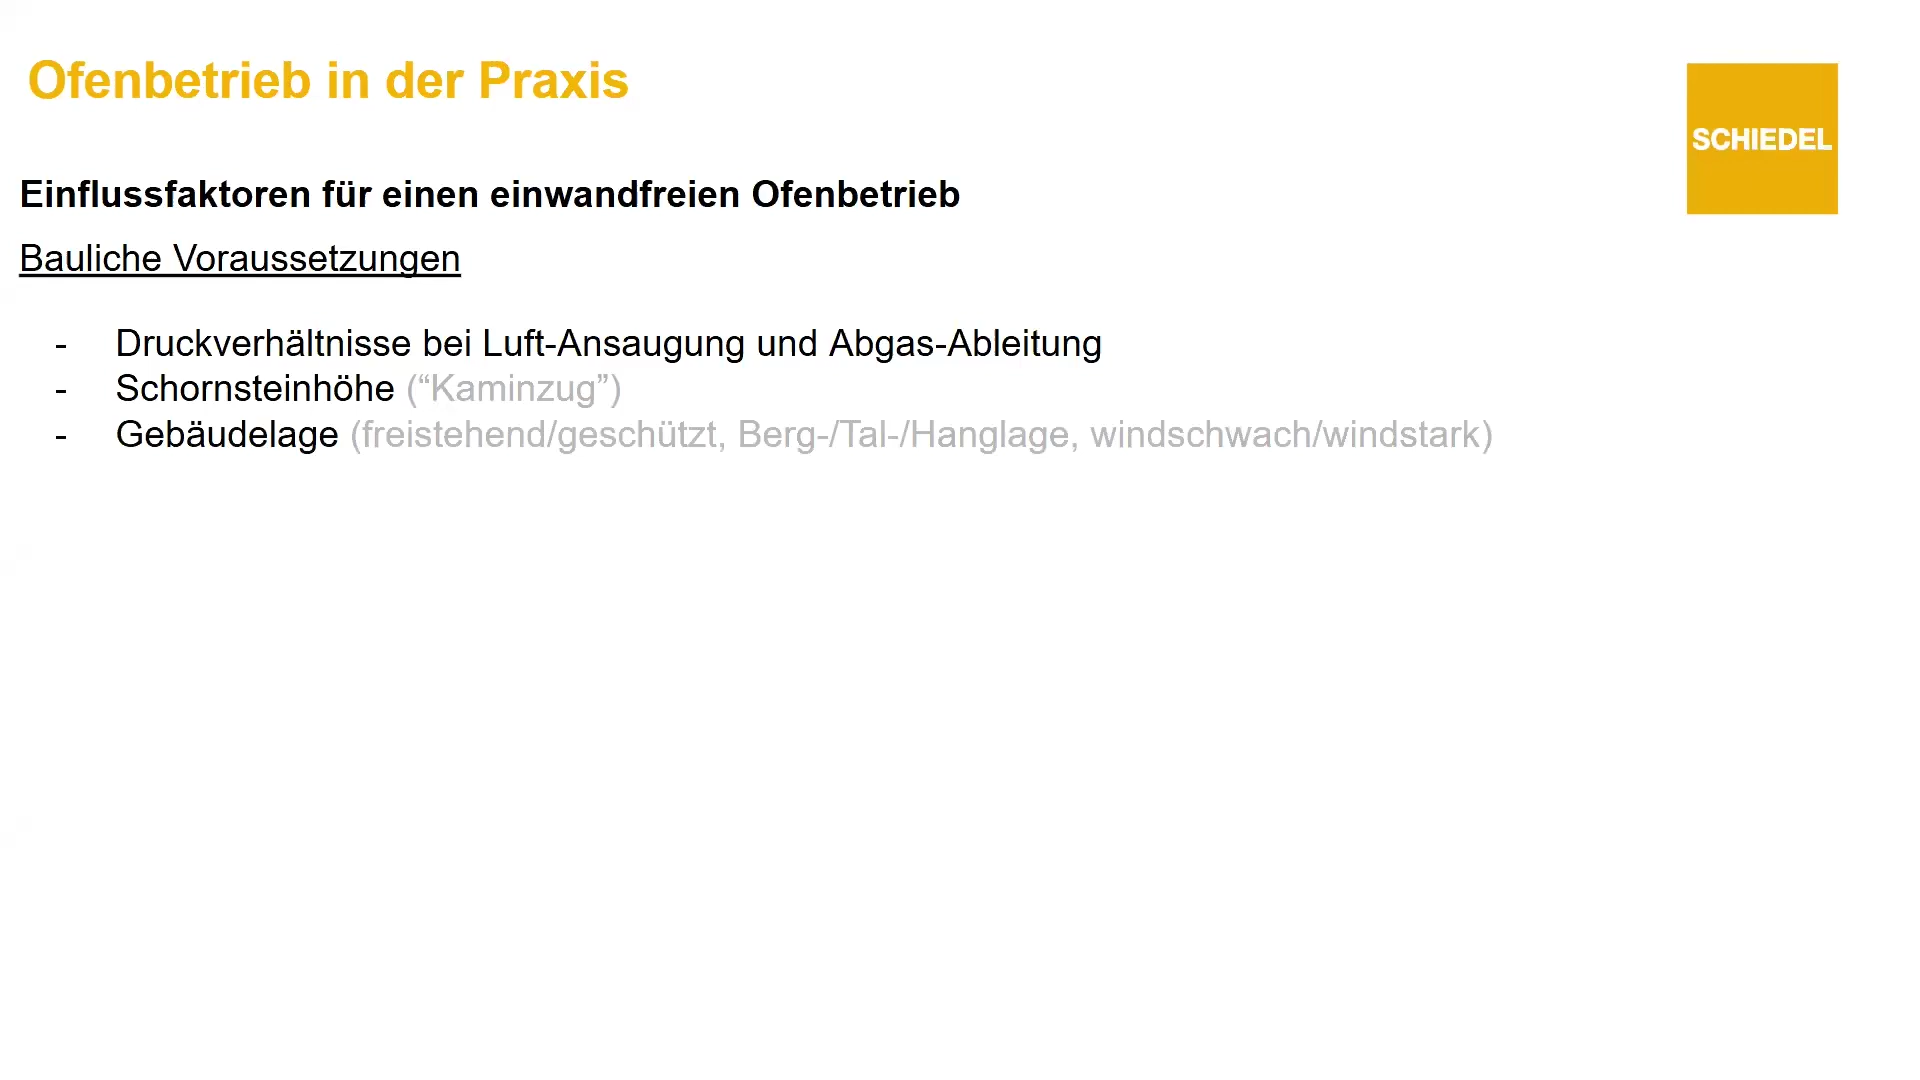 Ofenbetrieb in der Praxis
SCHIEDEL
Einflussfaktoren für einen einwandfreien Ofenbetrieb
Bauliche Voraussetzungen
- Druckverhältnisse bei Luft-Ansaugung und Abgas-Ableitung
- Schornsteinhöhe (“Kaminzug”)
- Gebäudelage (freistehend/geschützt, Berg-/Tal-/Hanglage, windschwach/windstark)